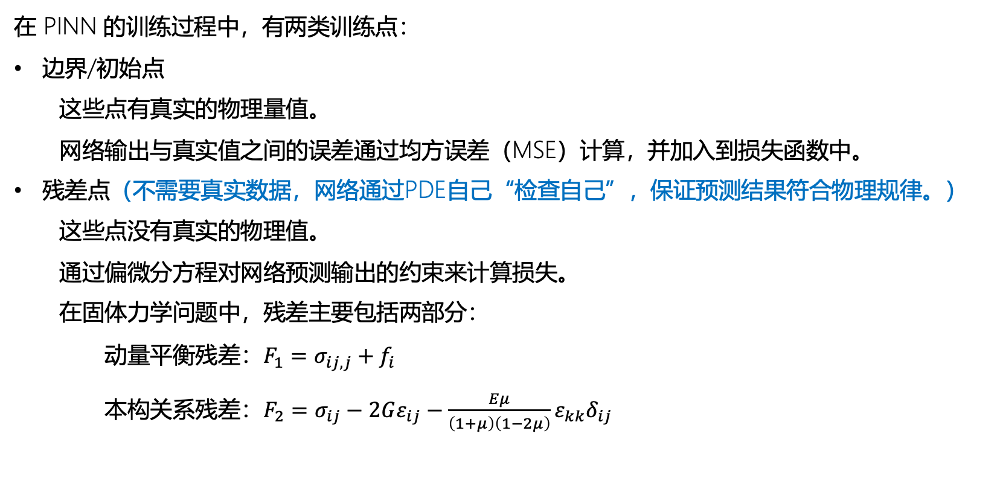 在 PINN 的训练过程中，有两类训练点：
• 边界/初始点
这些点有真实的物理量值。
网络输出与真实值之间的误差通过均方误差（MSE）计算，并加入到损失函数中。
• 残差点（不需要真实数据，网络通过PDE自己“检查自己”，保证预测结果符合物理规律。）
这些点没有真实的物理值。
通过偏微分方程对网络预测输出的约束来计算损失。
在固体力学问题中，残差主要包括两部分：
动量平衡残差：$F_1 = \sigma_{ij,j} + f_i$
本构关系残差：$F_2 = \sigma_{ij} - 2G\varepsilon_{ij} - \frac{E\mu}{(1+\mu)(1-2\mu)}\varepsilon_{kk}\delta_{ij}$